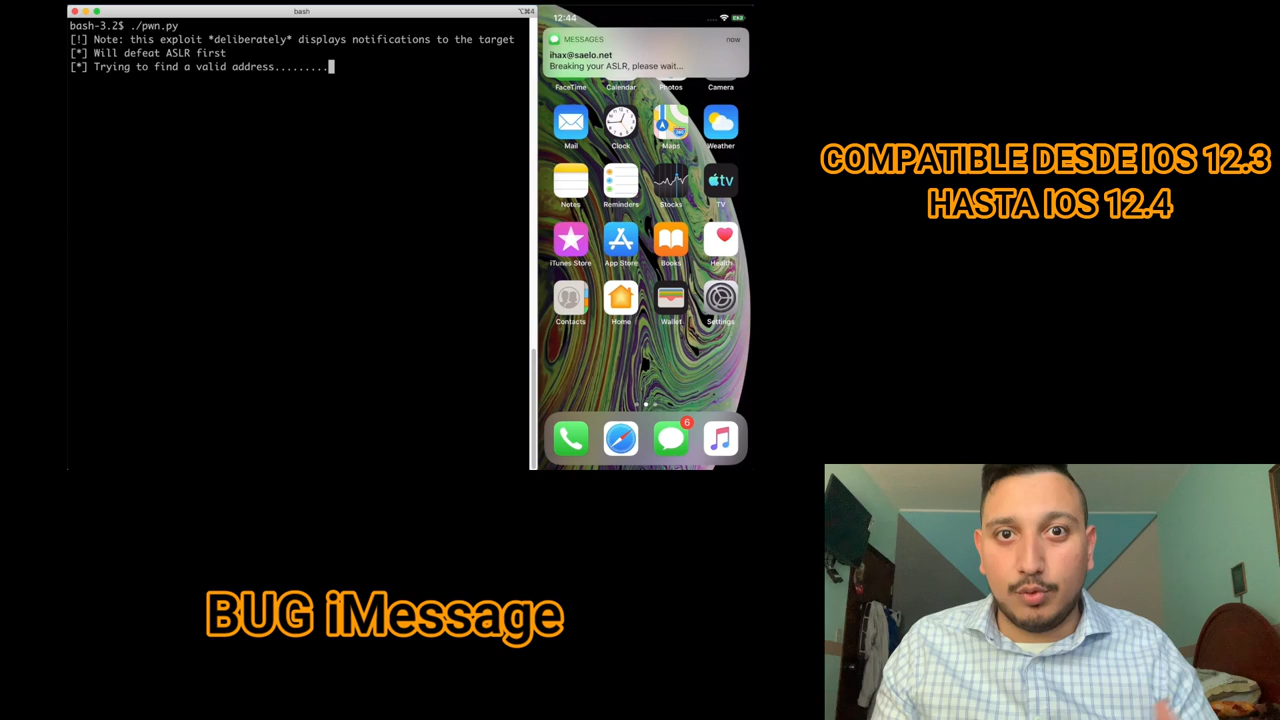 bash
⌥⌘4
bash-3.2$ ./pwn.py
[!] Note: this exploit *deliberately* displays notifications to the target
[*] Will defeat ASLR first
[*] Trying to find a valid address.........
12:44
MESSAGES
now
ihax@saelo.net
Breaking your ASLR, please wait...
FaceTime
Calendar
Photos
Camera
Mail
Clock
Maps
Weather
Notes
Reminders
Stocks
tv
TV
iTunes Store
App Store
Books
Health
Contacts
Home
Wallet
Settings
6
COMPATIBLE DESDE IOS 12.3
HASTA IOS 12.4
BUG iMessage